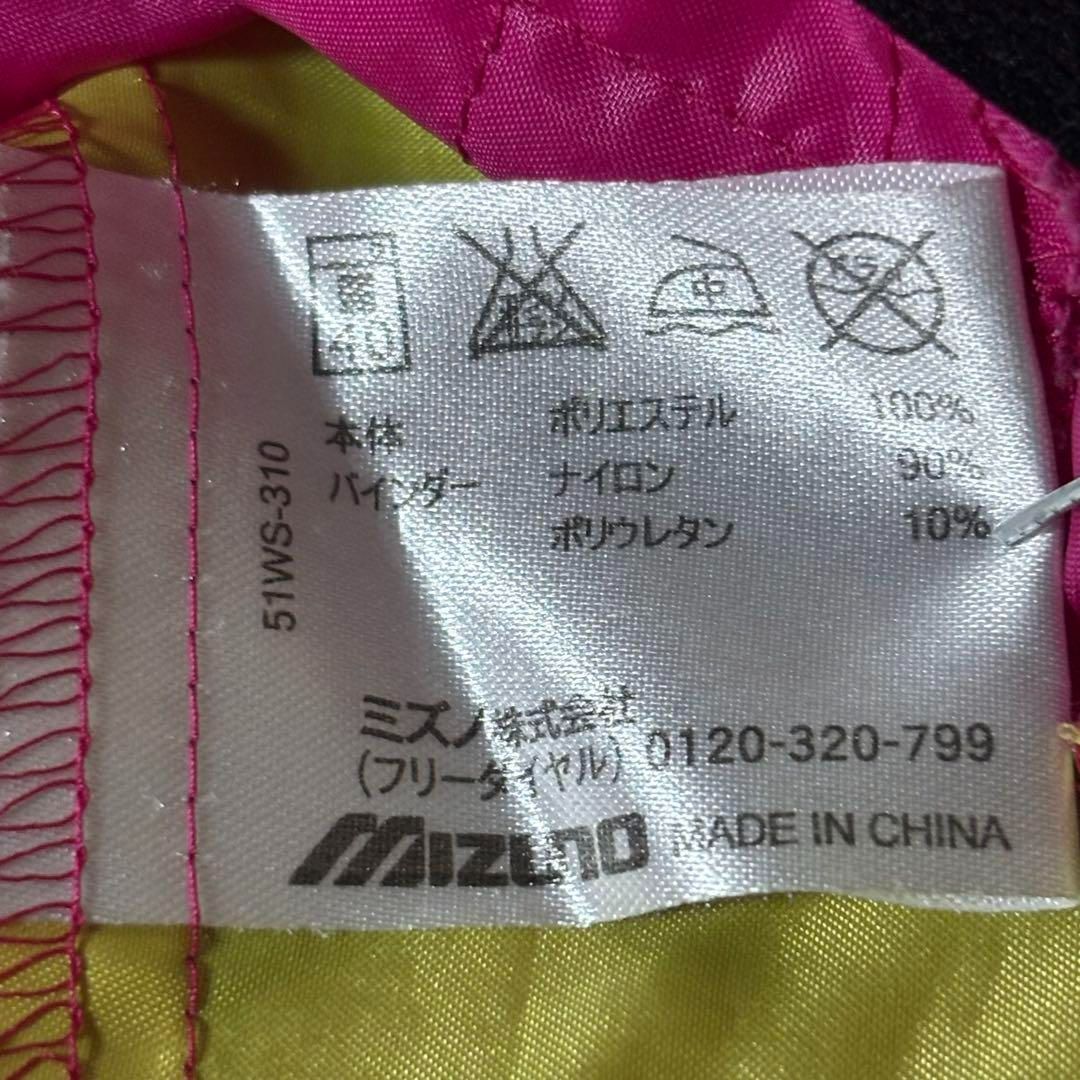 中
本体 ポリエステル 100%
バインダー ナイロン 90%
ポリウレタン 10%
51WS-310
ミズノ株式会社
(フリーダイヤル) 0120-320-799
MIZUNO MADE IN CHINA